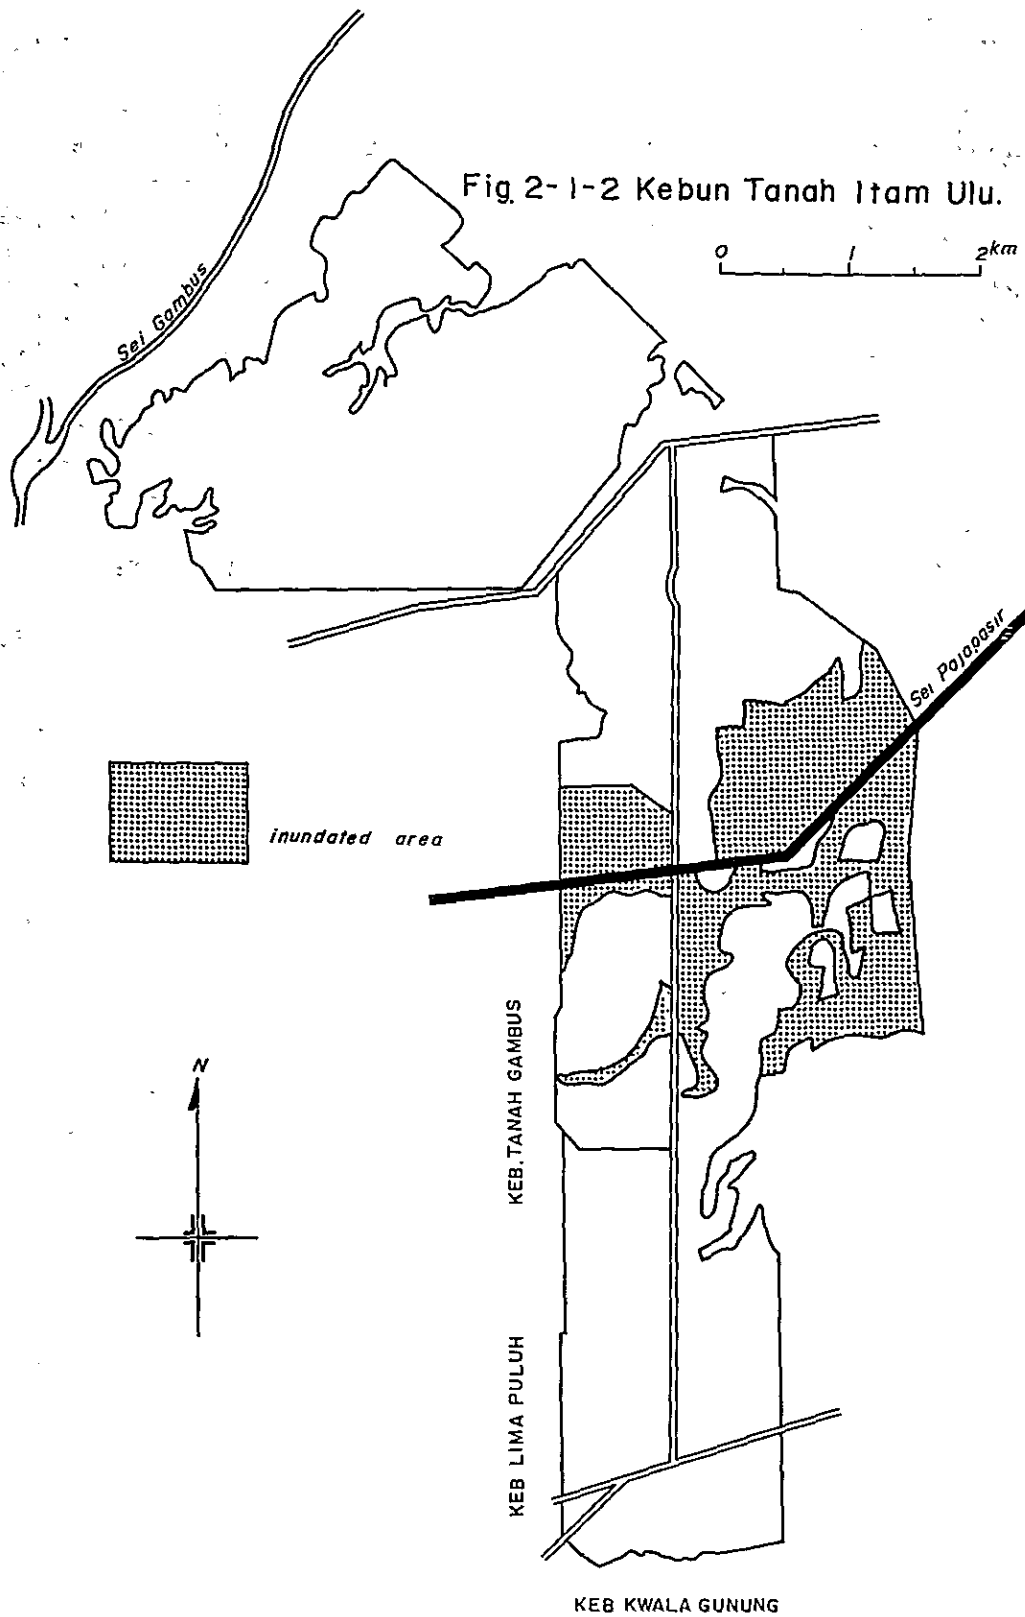 Fig. 2-1-2 Kebun Tanah Itam Ulu.
0 1 2km
Sei Gambus
Sei Pajapasir
inundated area
N
KEB. TANAH GAMBUS
KEB LIMA PULUH
KEB KWALA GUNUNG